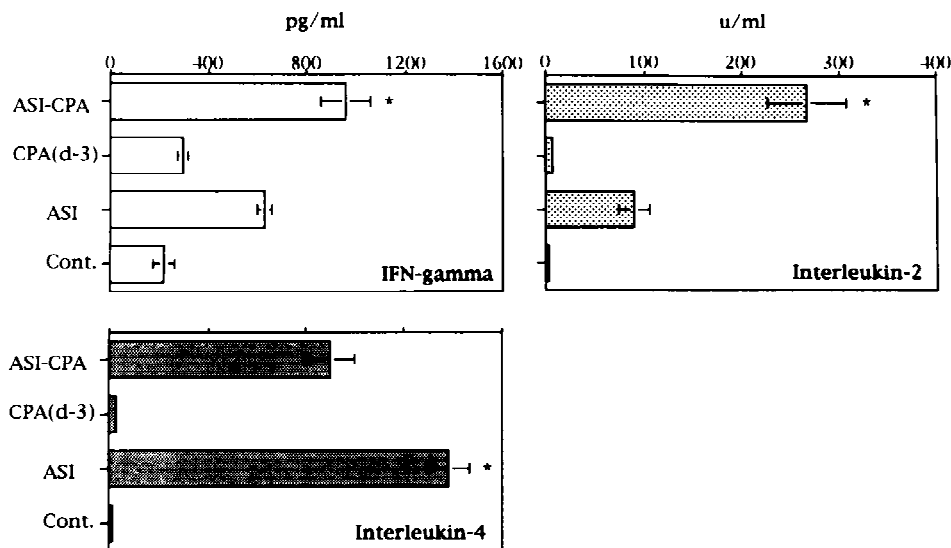 pg/ml
u/ml
0 400 800 1200 1600
0 100 200 300 400
ASI-CPA *
CPA(d-3)
ASI
Cont.
IFN-gamma
*
Interleukin-2
ASI-CPA
CPA(d-3)
ASI *
Cont.
Interleukin-4